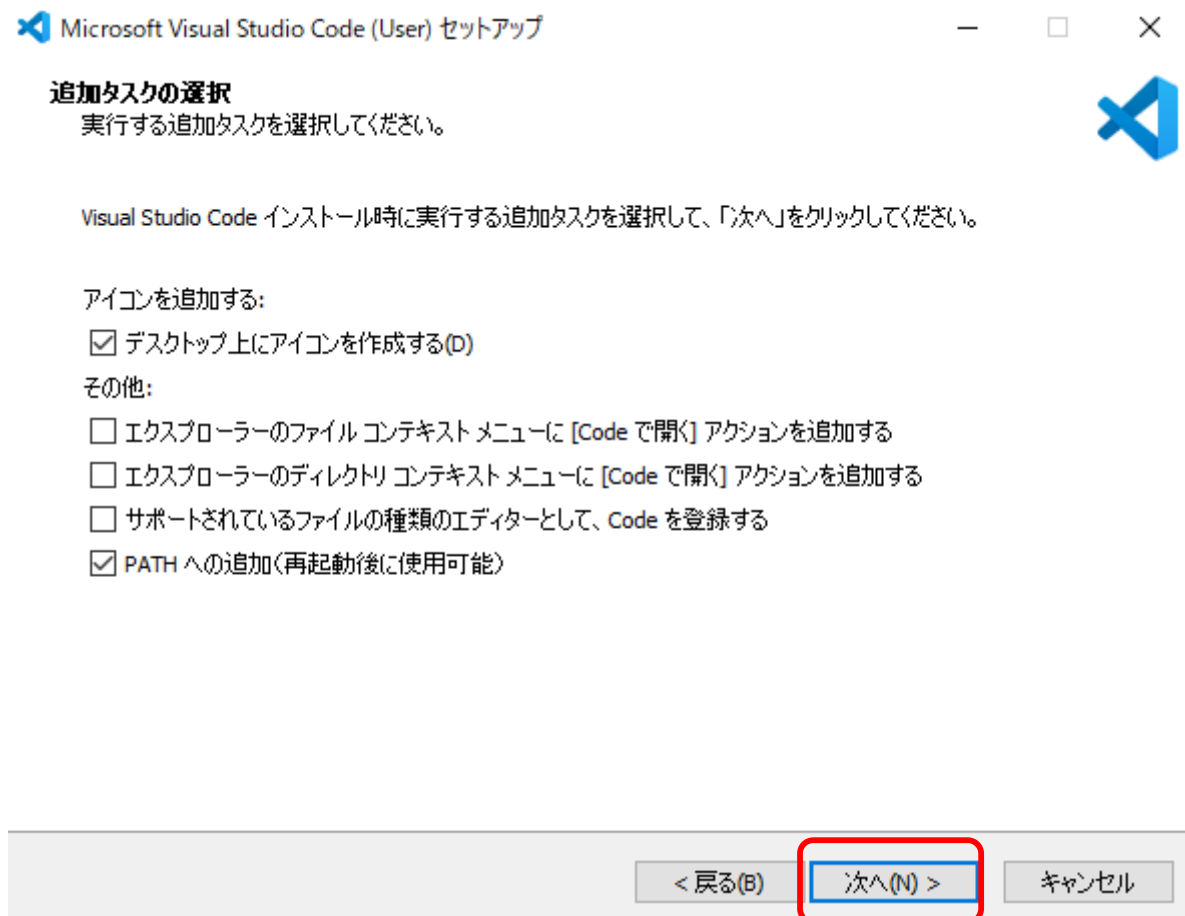 Microsoft Visual Studio Code (User) セットアップ
追加タスクの選択
実行する追加タスクを選択してください。
Visual Studio Code インストール時に実行する追加タスクを選択して、「次へ」をクリックしてください。
アイコンを追加する:
デスクトップ上にアイコンを作成する(D)
その他:
エクスプローラーのファイル コンテキスト メニューに [Code で開く] アクションを追加する
エクスプローラーのディレクトリ コンテキスト メニューに [Code で開く] アクションを追加する
サポートされているファイルの種類のエディターとして、Code を登録する
PATH への追加（再起動後に使用可能）
< 戻る(B) 次へ(N) > キャンセル